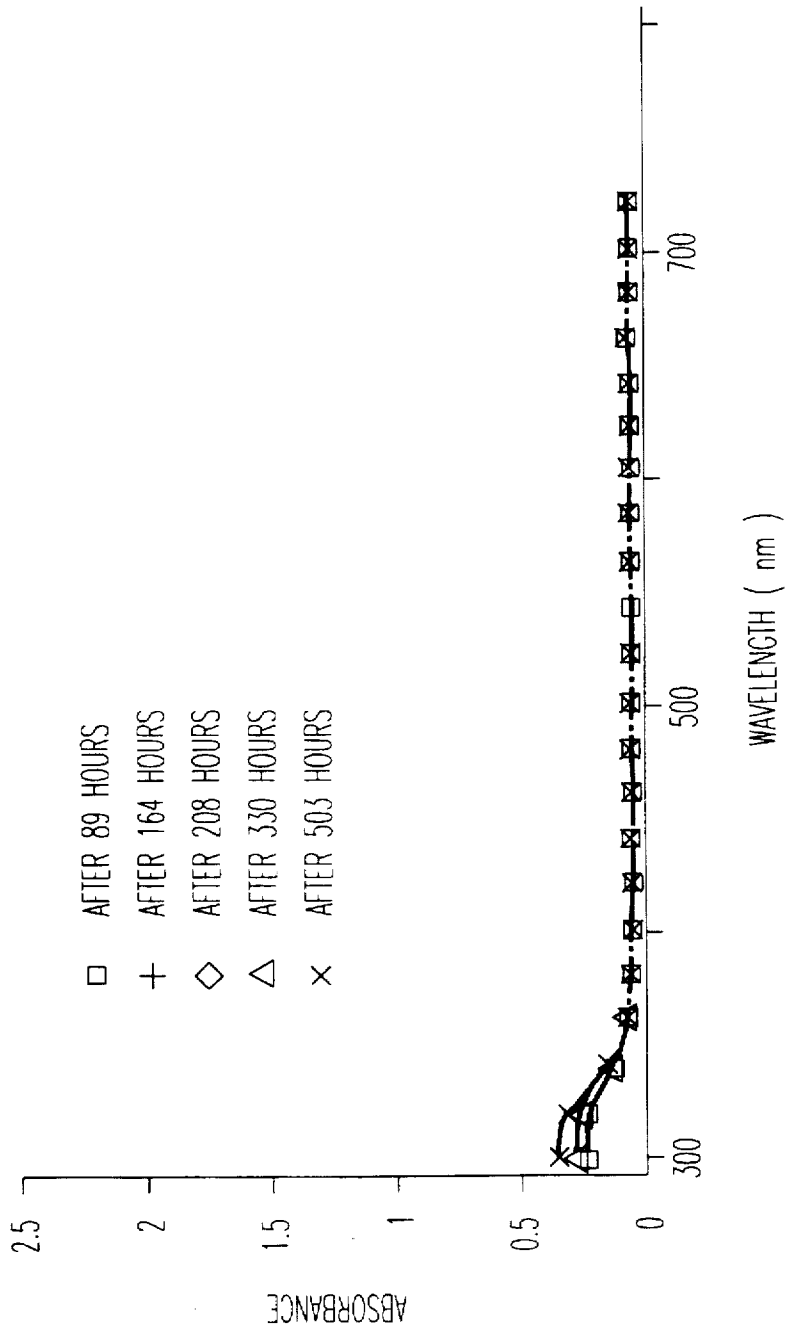 □ AFTER 89 HOURS
+ AFTER 164 HOURS
◇ AFTER 208 HOURS
△ AFTER 330 HOURS
× AFTER 503 HOURS
2.5
2
1.5
1
0.5
0
ABSORBANCE
300
500
700
WAVELENGTH ( nm )